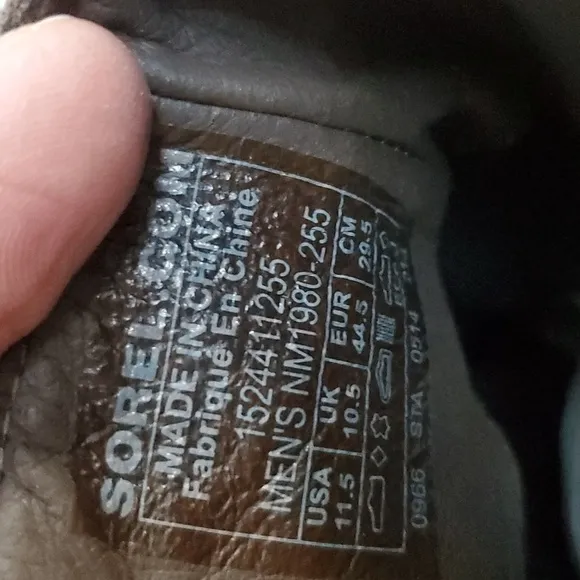 SOREL.COM
MADE IN CHINA
Fabriqué En Chine
1524411255
MEN'S NM1980-255
USA UK EUR CM
11.5 10.5 44.5 29.5
0966 STA 0514